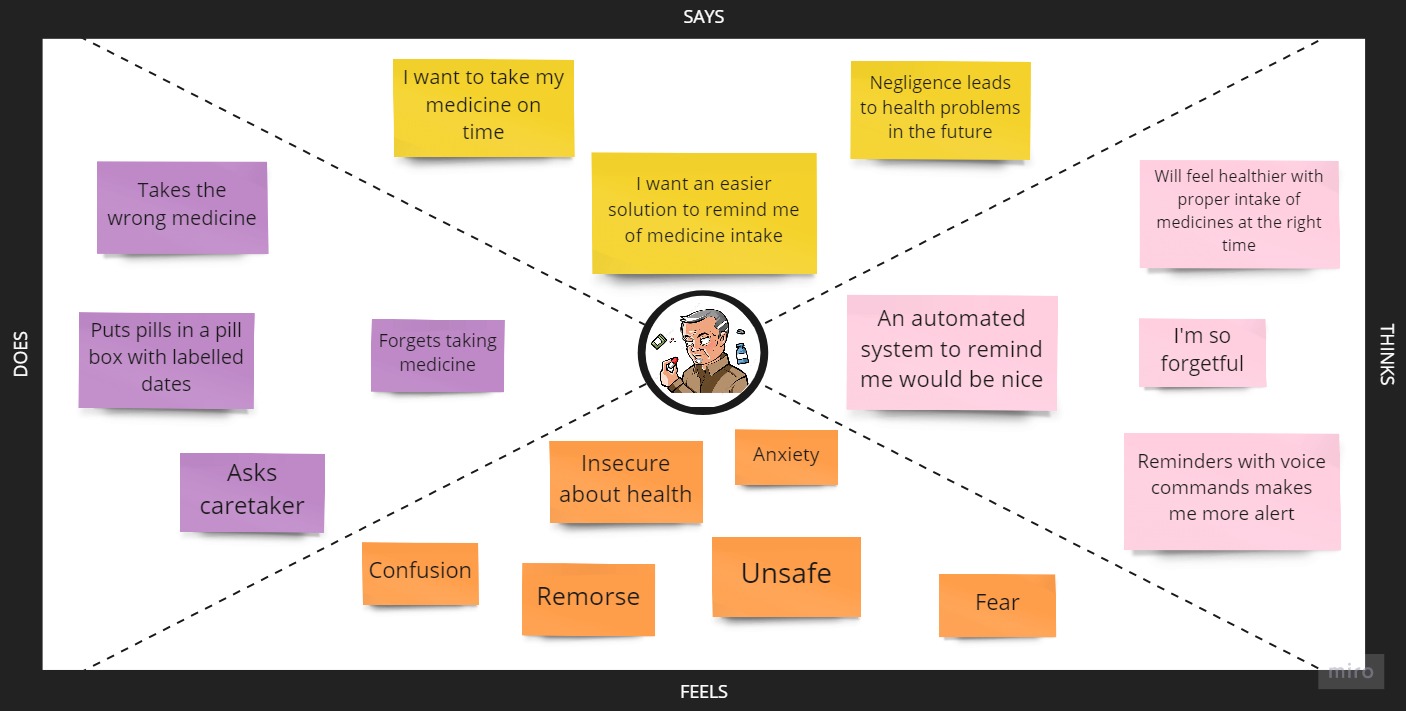 SAYS
I want to take my
medicine on
time
Negligence leads
to health problems
in the future
I want an easier
solution to remind me
of medicine intake
DOES
Takes the
wrong medicine
Puts pills in a pill
box with labelled
dates
Forgets taking
medicine
Asks
caretaker
THINKS
Will feel healthier with
proper intake of
medicines at the right
time
An automated
system to remind
me would be nice
I'm so
forgetful
Reminders with voice
commands makes
me more alert
Insecure
about health
Anxiety
Confusion
Remorse
Unsafe
Fear
FEELS
miro